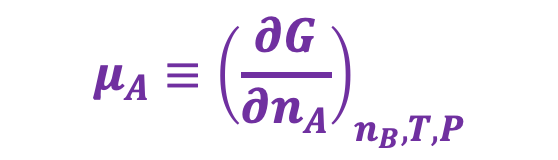 μ_A ≡ (∂G/∂n_A)_{n_B,T,P}